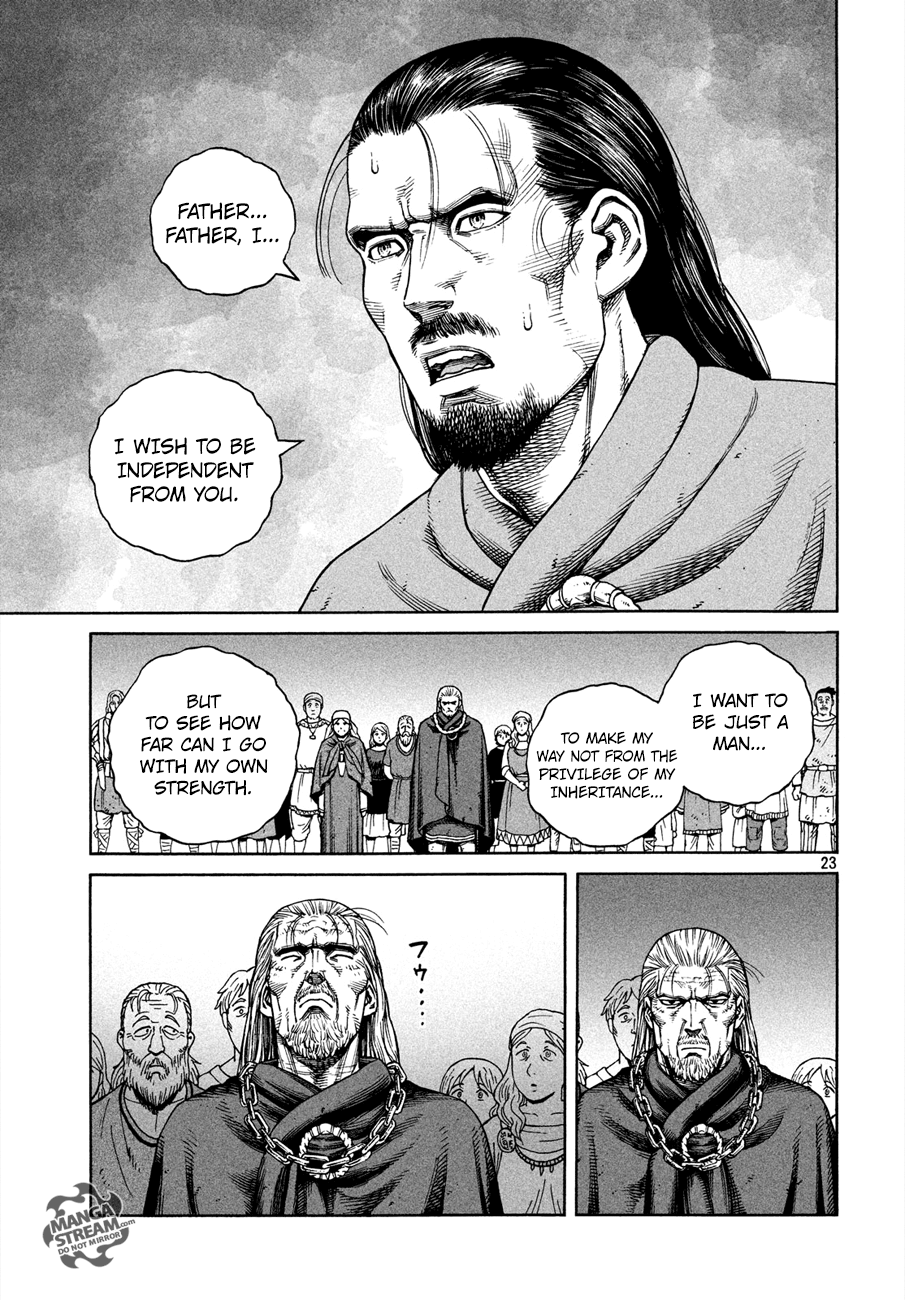 FATHER...
FATHER, I...
I WISH TO BE
INDEPENDENT
FROM YOU.
I WANT TO
BE JUST A
MAN...
TO MAKE MY
WAY NOT FROM THE
PRIVILEGE OF MY
INHERITANCE...
BUT
TO SEE HOW
FAR CAN I GO
WITH MY OWN
STRENGTH.
23
フゥ....
MANGA
STREAM.com
DO NOT MIRROR